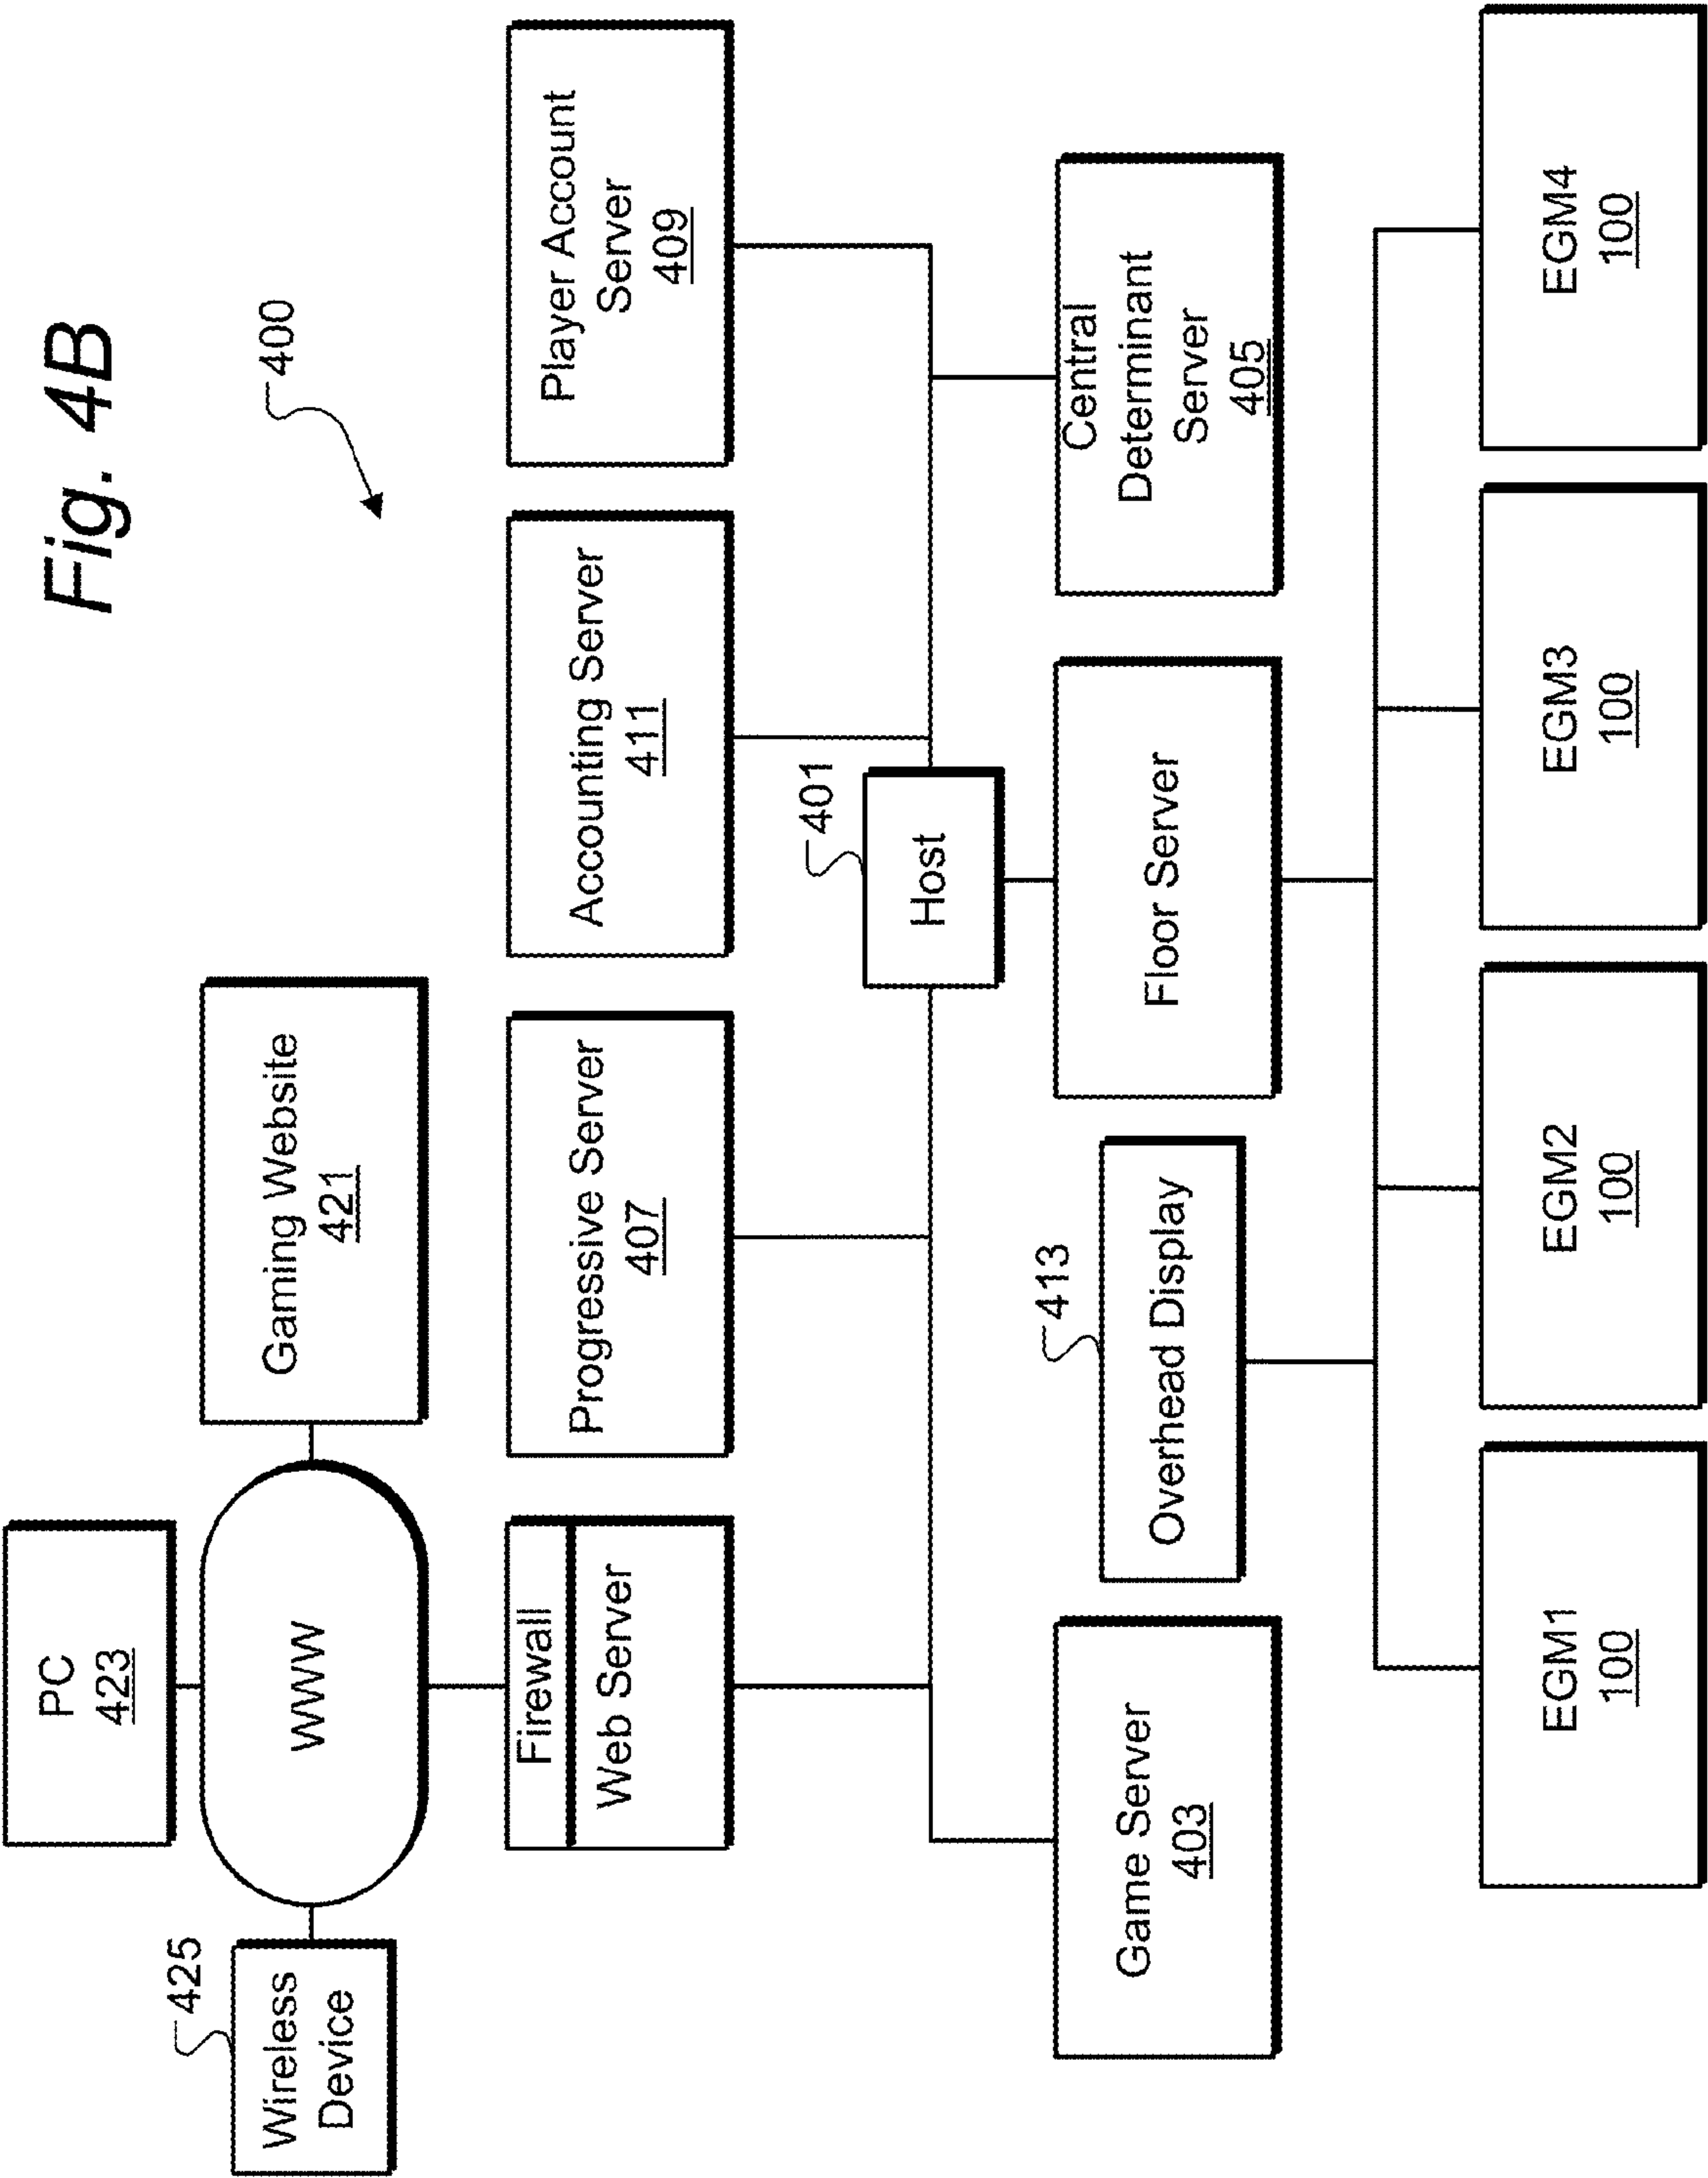 Fig. 4B
400
PC
423
425
Wireless
Device
WWW
Gaming Website
421
Firewall
Web Server
Progressive Server
407
Accounting Server
411
Player Account
Server
409
401
Host
Game Server
403
413
Overhead Display
Floor Server
Central
Determinant
Server
405
EGM1
100
EGM2
100
EGM3
100
EGM4
100